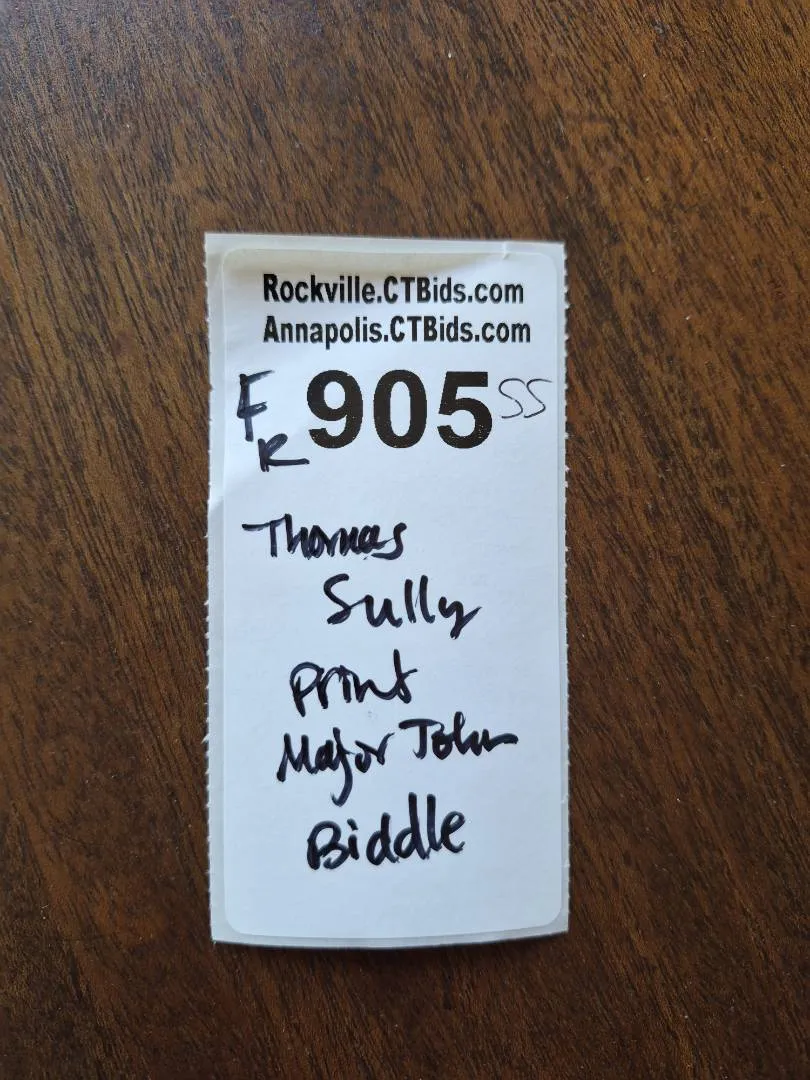 Rockville.CTBids.com
Annapolis.CTBids.com
FR 905 SS
Thomas
Sully
Print
Major John
Biddle